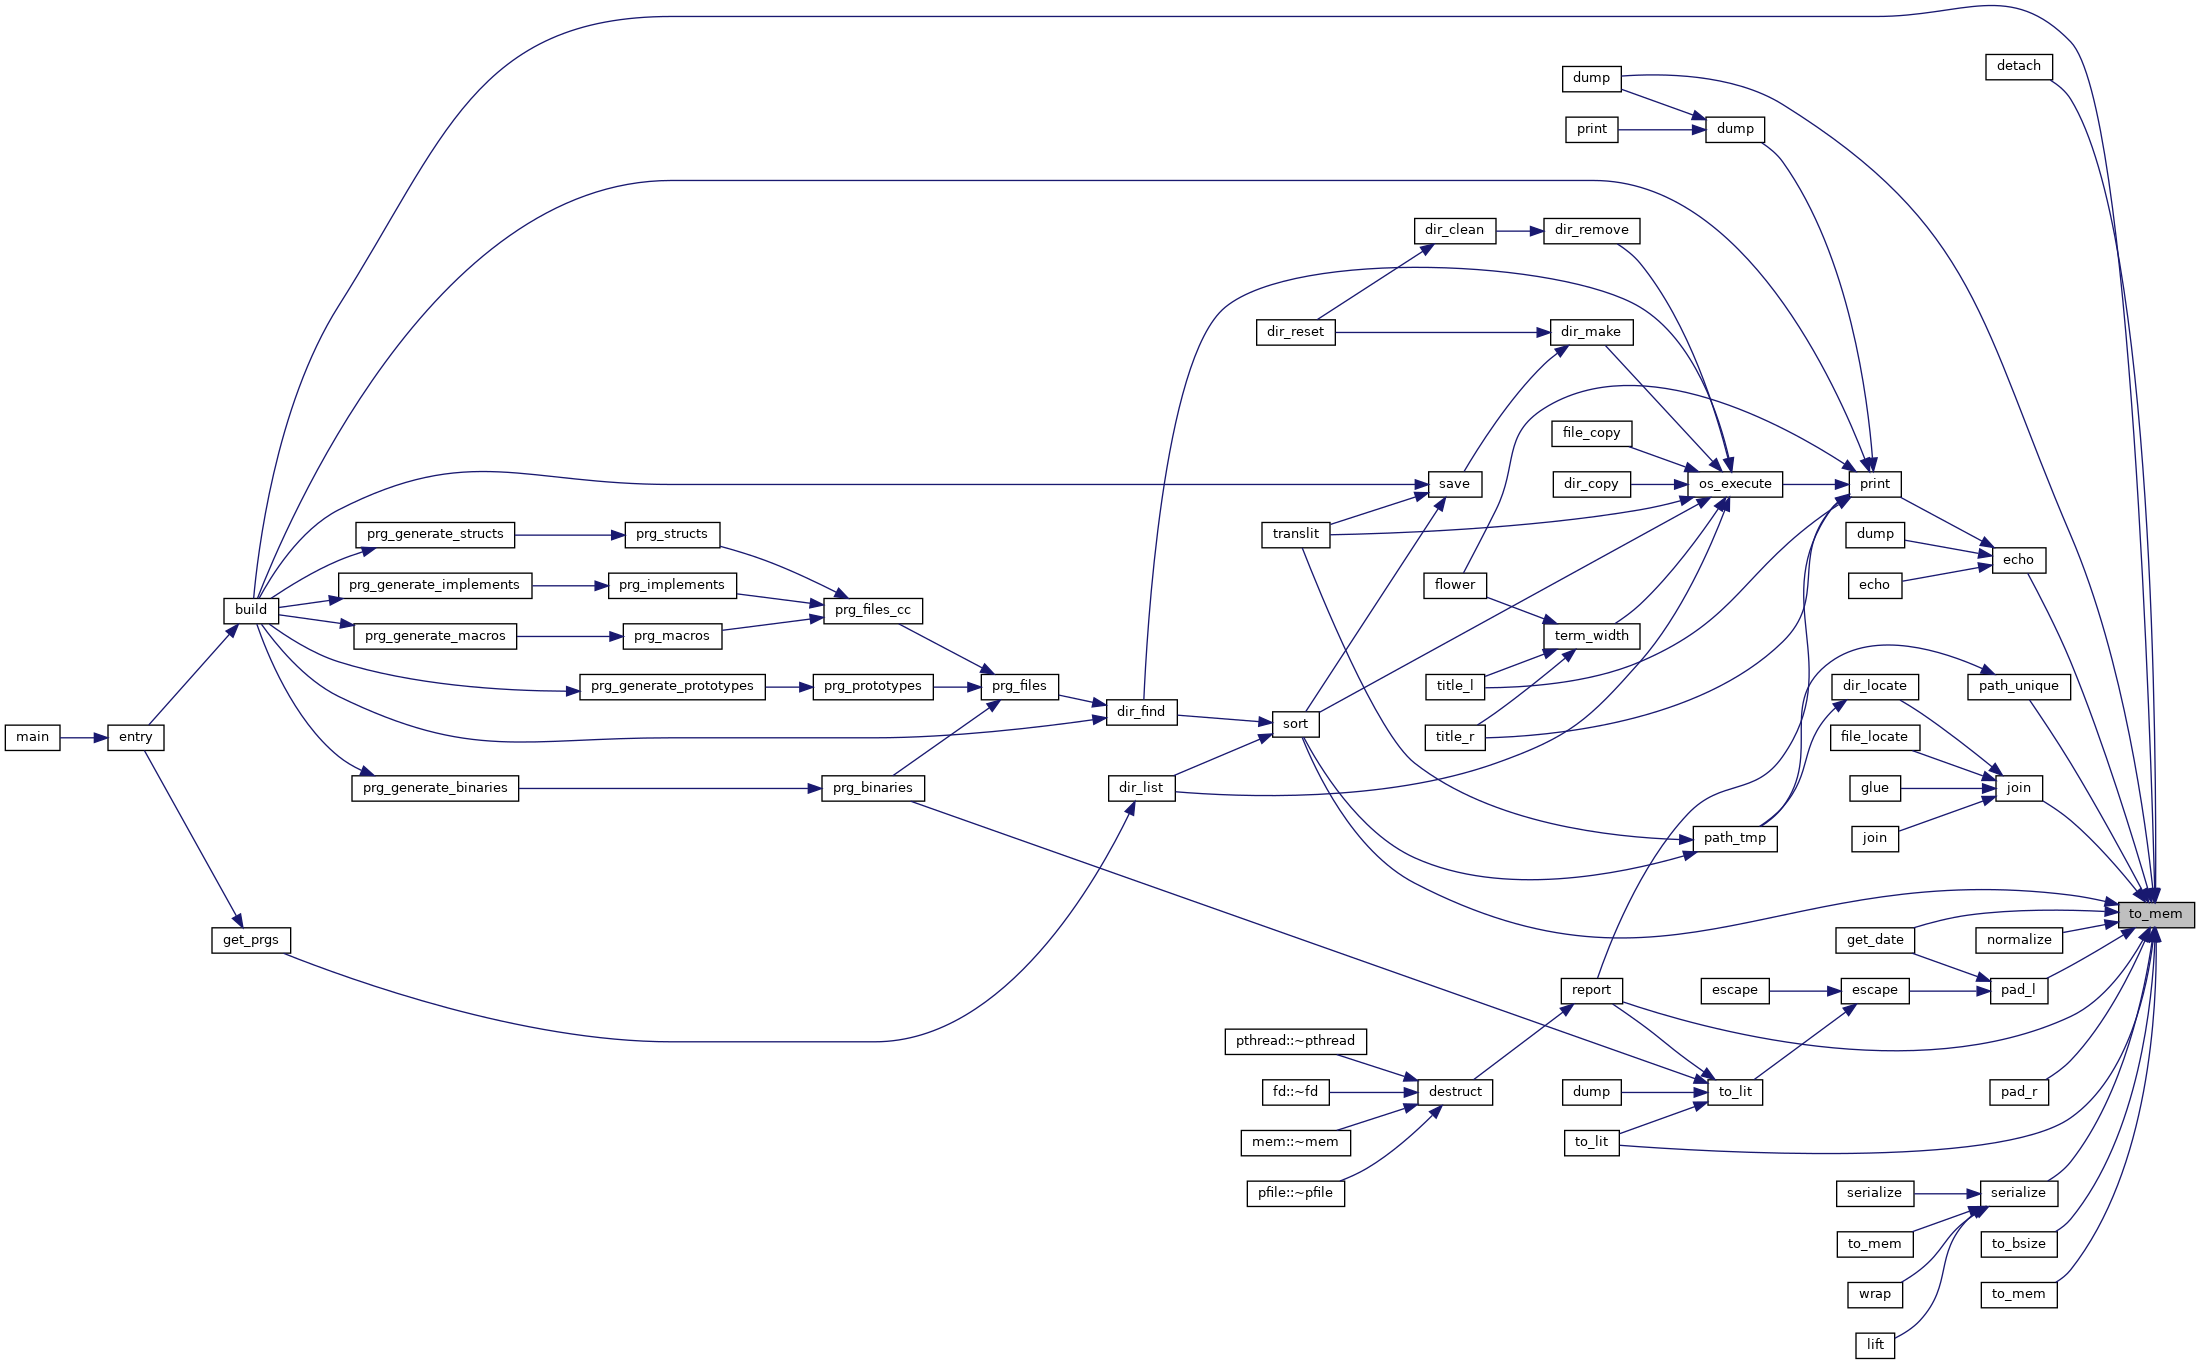 detach
dump
dump
print
dir_clean
dir_remove
dir_reset
dir_make
file_copy
save
dir_copy
os_execute
print
prg_generate_structs
prg_structs
translit
dump
echo
prg_generate_implements
prg_implements
flower
echo
build
prg_files_cc
prg_generate_macros
prg_macros
term_width
prg_generate_prototypes
prg_prototypes
prg_files
title_l
dir_locate
path_unique
dir_find
sort
main
entry
title_r
file_locate
prg_generate_binaries
prg_binaries
dir_list
glue
join
path_tmp
join
to_mem
get_prgs
get_date
normalize
report
escape
escape
pad_l
pthread::~pthread
fd::~fd
destruct
dump
to_lit
pad_r
mem::~mem
to_lit
pfile::~pfile
serialize
serialize
to_mem
to_bsize
wrap
to_mem
lift